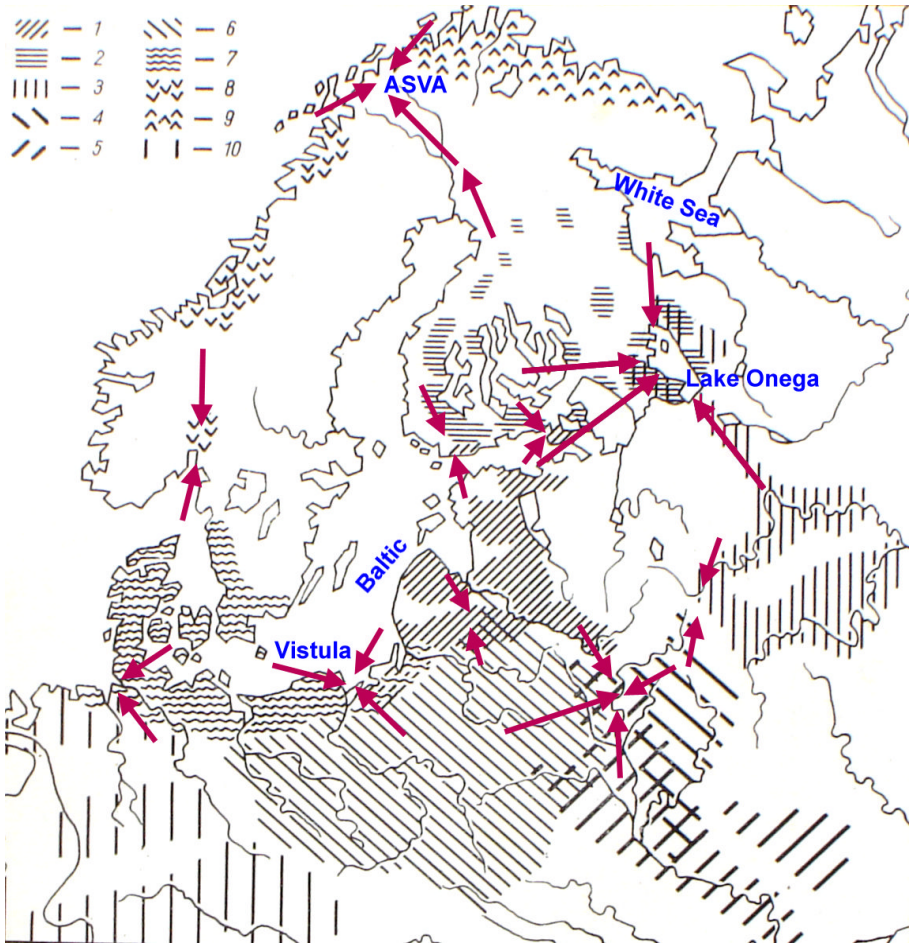 — 1 — 6
— 2 — 7
— 3 — 8
— 4 — 9
— 5 — 10
ASVA
White Sea
Lake Onega
Baltic
Vistula